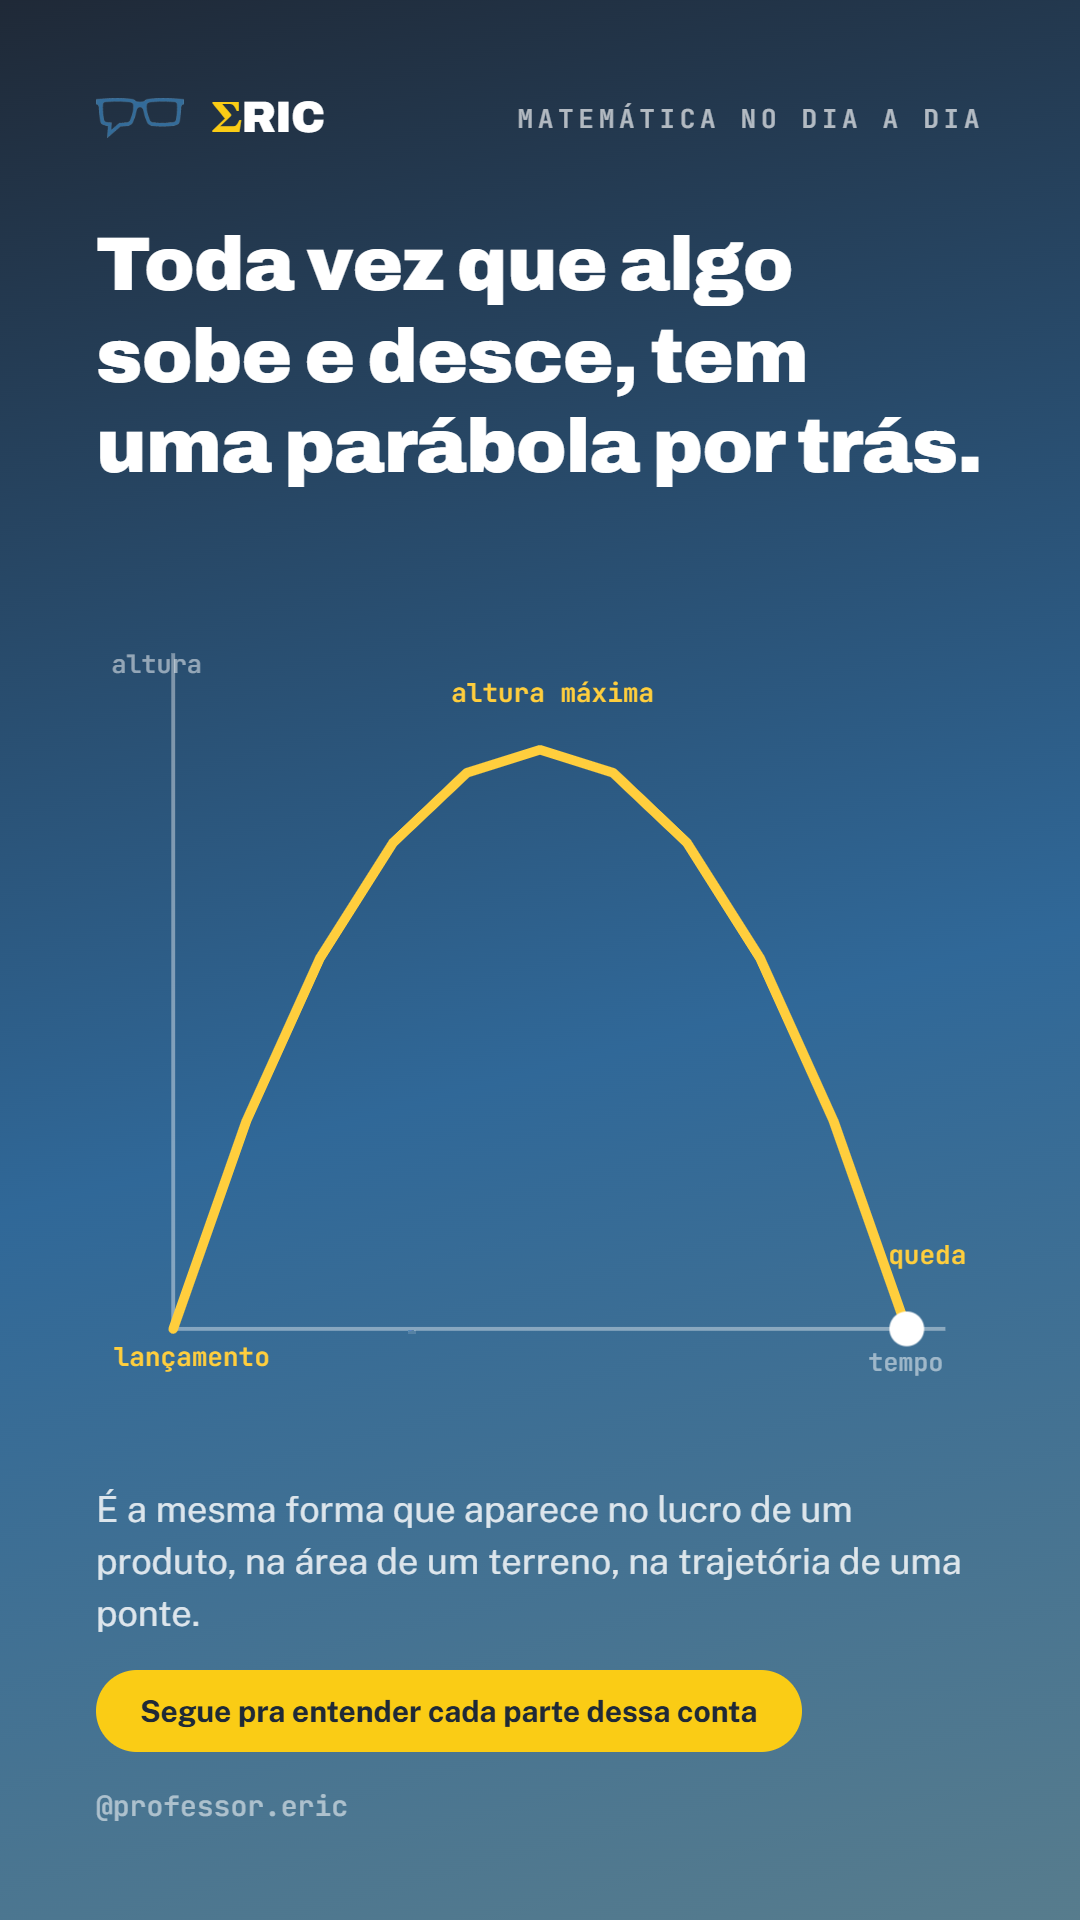 ΣRIC
MATEMÁTICA NO DIA A DIA
Toda vez que algo
sobe e desce, tem
uma parábola por trás.
altura
altura máxima
queda
lançamento
tempo
É a mesma forma que aparece no lucro de um
produto, na área de um terreno, na trajetória de uma
ponte.
Segue pra entender cada parte dessa conta
@professor.eric